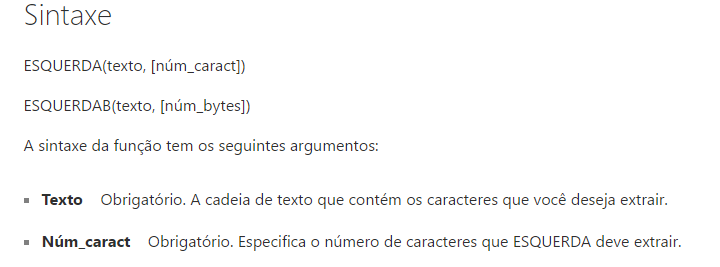 Sintaxe
ESQUERDA(texto, [núm_caract])
ESQUERDAB(texto, [núm_bytes])
A sintaxe da função tem os seguintes argumentos:
▪ Texto Obrigatório. A cadeia de texto que contém os caracteres que você deseja extrair.
▪ Núm_caract Obrigatório. Especifica o número de caracteres que ESQUERDA deve extrair.